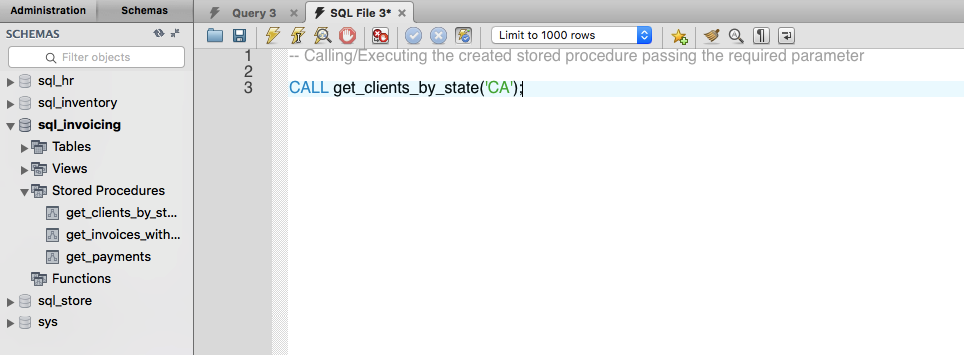 Administration
Schemas
SCHEMAS
Filter objects
sql_hr
sql_inventory
sql_invoicing
Tables
Views
Stored Procedures
get_clients_by_st...
get_invoices_with...
get_payments
Functions
sql_store
sys
Query 3
SQL File 3*
Limit to 1000 rows
1 -- Calling/Executing the created stored procedure passing the required parameter
2
3 CALL get_clients_by_state('CA');